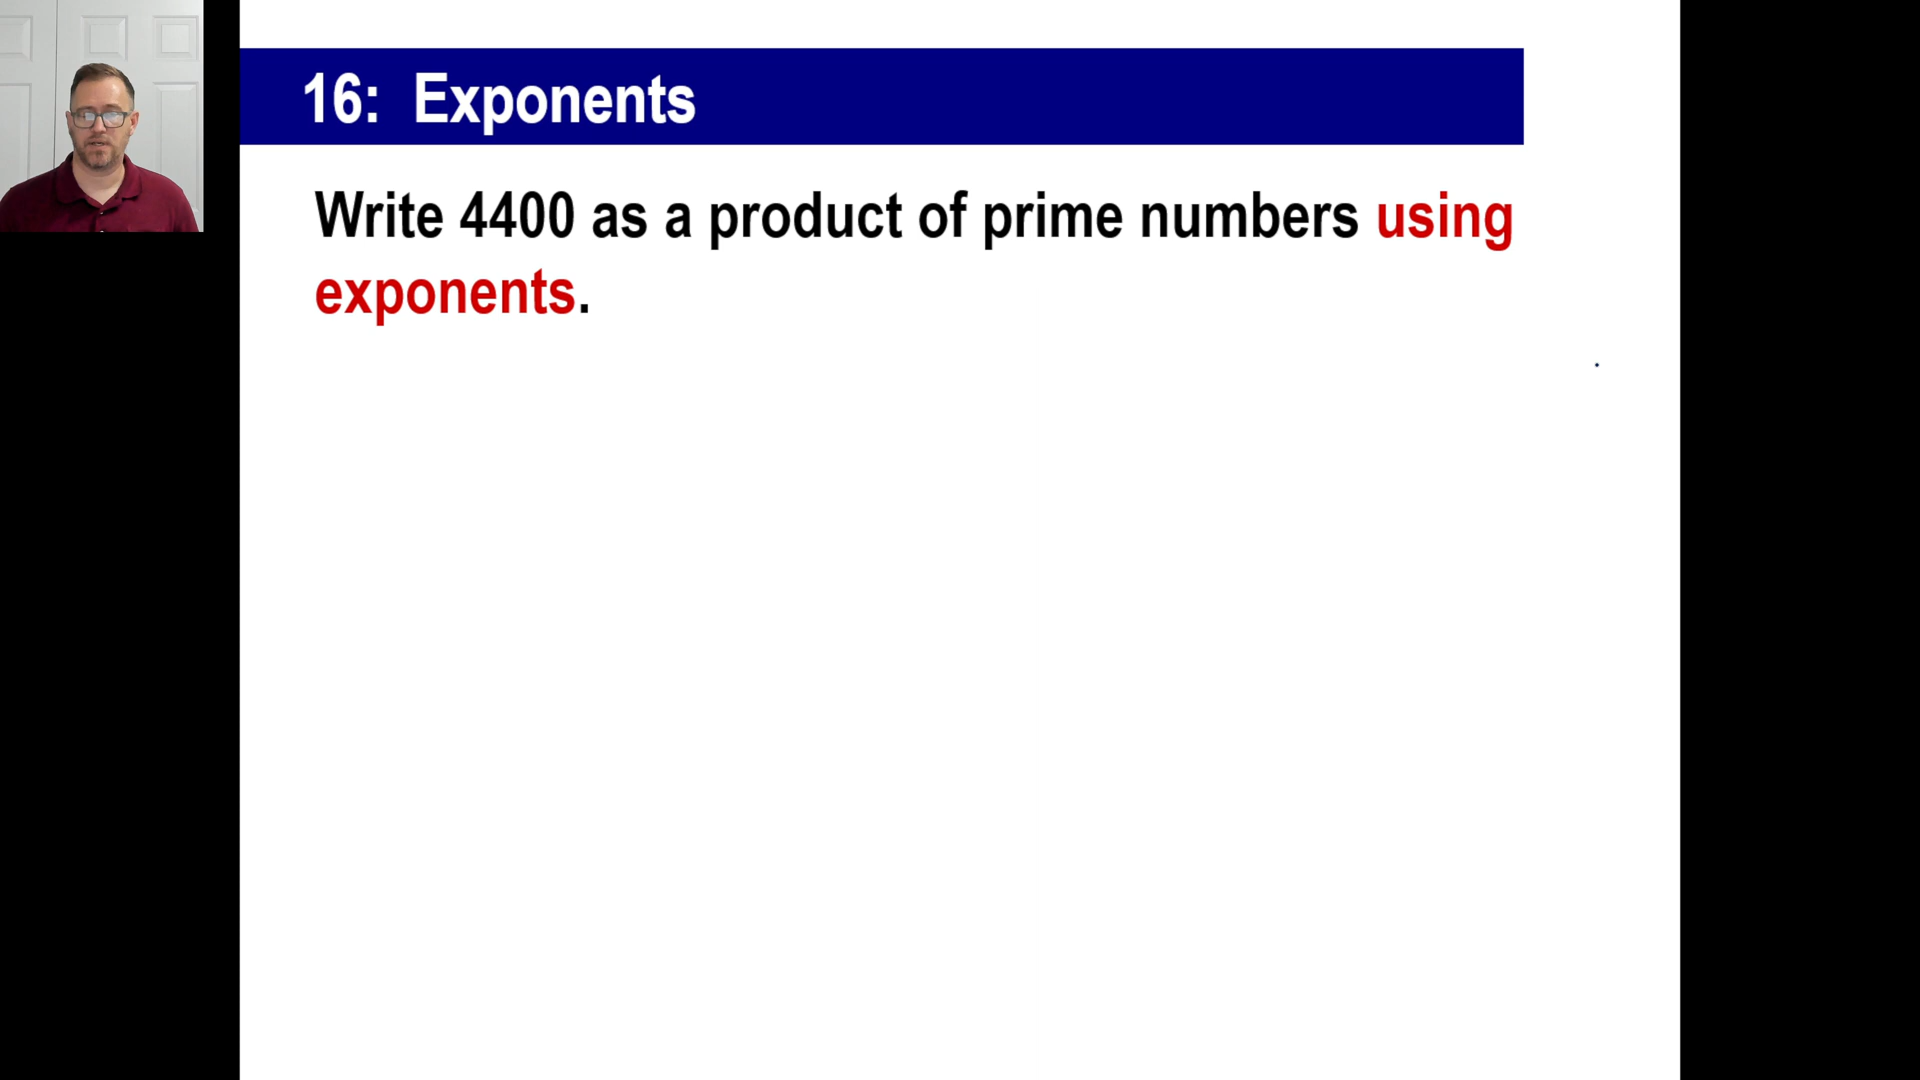 16: Exponents
Write 4400 as a product of prime numbers using
exponents.